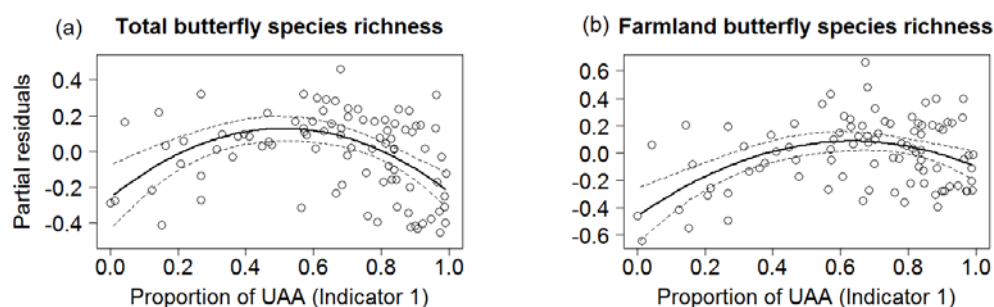 (a) Total butterfly species richness
(b) Farmland butterfly species richness
Partial residuals
0.4
0.2
0.0
-0.2
-0.4
0.0 0.2 0.4 0.6 0.8 1.0
Proportion of UAA (Indicator 1)
0.6
0.4
0.2
0.0
-0.2
-0.4
-0.6
0.0 0.2 0.4 0.6 0.8 1.0
Proportion of UAA (Indicator 1)